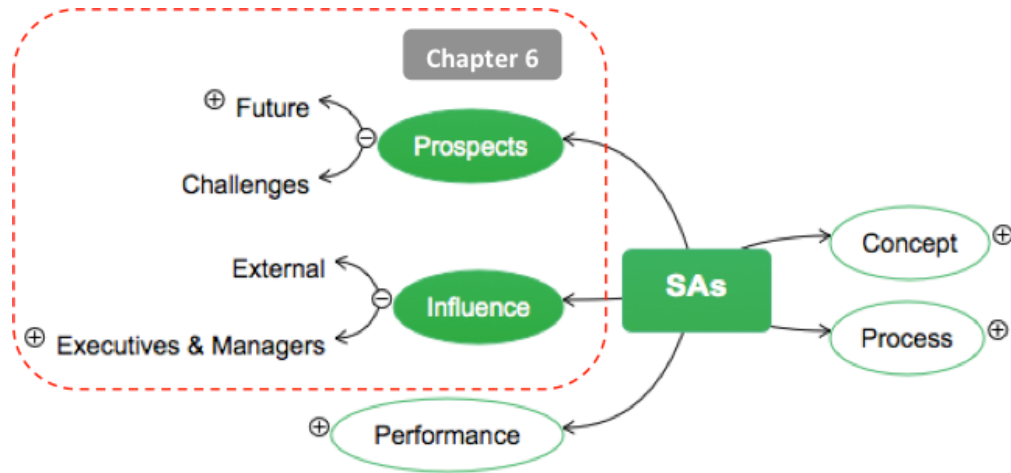 Chapter 6
Future
Prospects
Challenges
External
Influence
Executives & Managers
SAs
Concept
Process
Performance